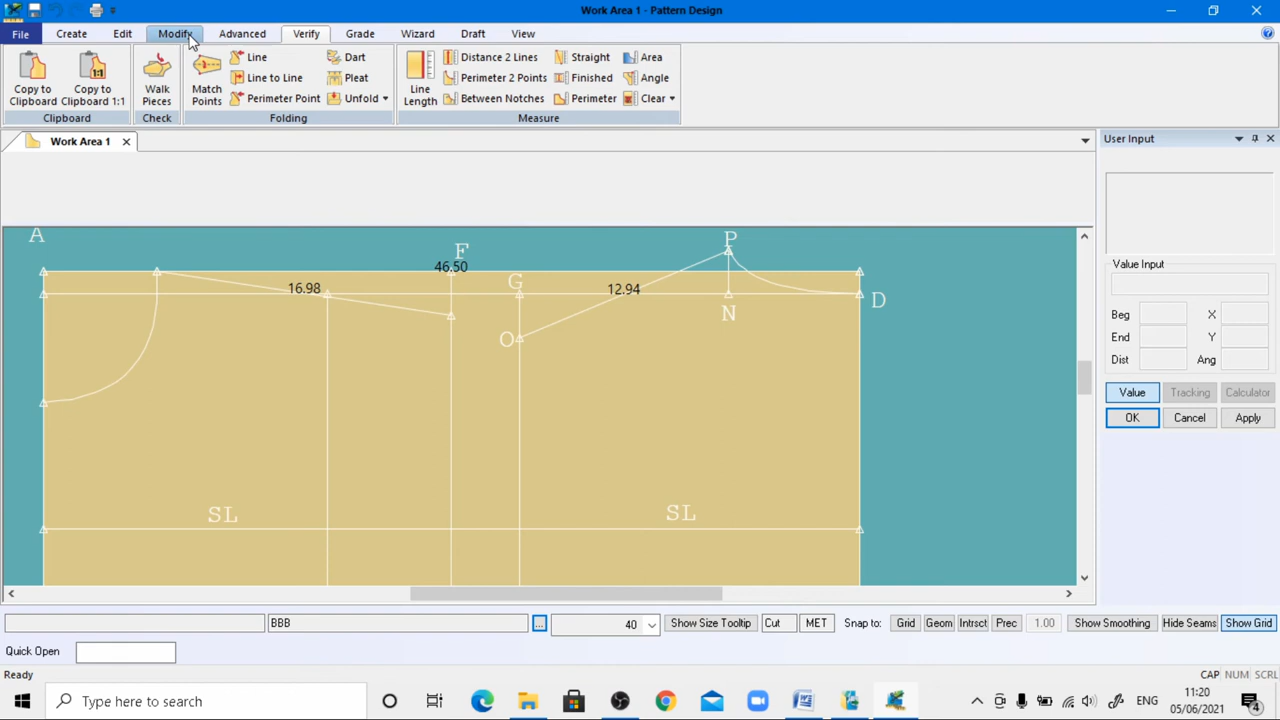 Work Area 1 - Pattern Design
File Create Edit Modify Advanced Verify Grade Wizard Draft View
Copy to Clipboard
Copy to Clipboard 1:1
Clipboard
Walk Pieces
Check
Match Points
Line
Line to Line
Perimeter Point
Dart
Pleat
Unfold
Folding
Line Length
Distance 2 Lines
Perimeter 2 Points
Between Notches
Straight
Finished
Perimeter
Area
Angle
Clear
Measure
Work Area 1
A
F
46.50
P
G
16.98
12.94
D
N
O
SL
SL
User Input
Value Input
Beg X
End Y
Dist Ang
Value Tracking Calculator
OK Cancel Apply
BBB ... 40 Show Size Tooltip Cut MET Snap to: Grid Geom Intrsct Prec 1.00 Show Smoothing Hide Seams Show Grid
Quick Open
Ready CAP NUM SCRL
Type here to search
ENG
11:20
05/06/2021
4